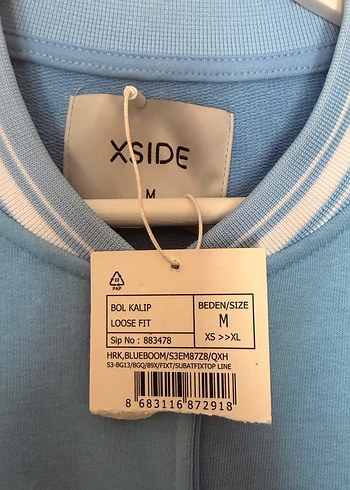 XSIDE
M
22
PAP
BOL KALIP
LOOSE FIT
Sip No : 883478
BEDEN/SIZE
M
XS >>XL
HRK,BLUEBOOM/S3EM87Z8/QXH
S3-BG13/BGQ/89X/FIXT/SUBATFIXTOP LINE
8 683116 872918